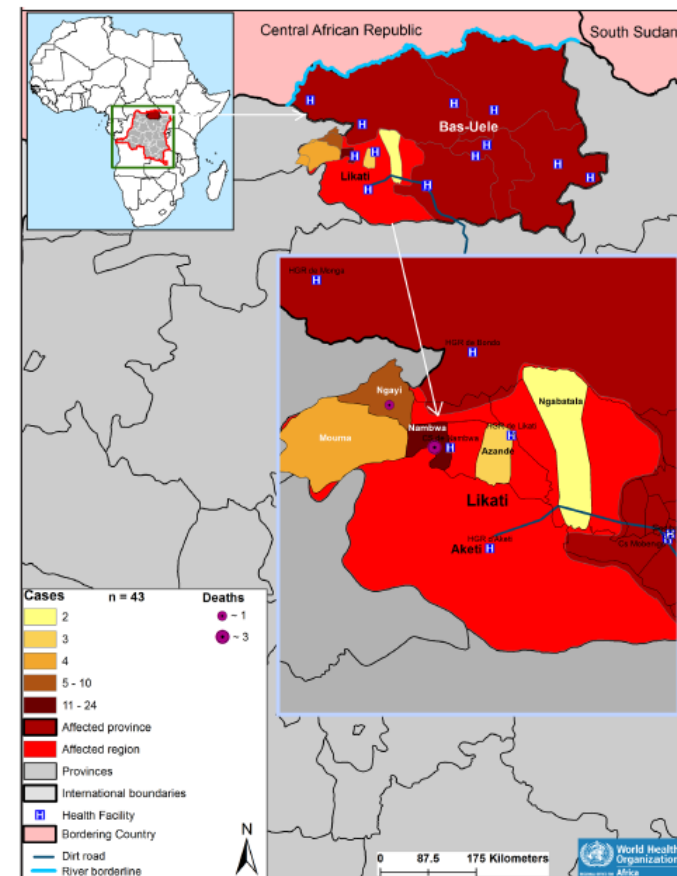 Central African Republic
South Sudan
Bas-Uele
Likati
HGR de Monga
HGR de Bondo
Ngayi
Ngabatala
Nambwa
HGR de Likati
Mouma
CS de Nambwa
Azande
Likati
HGR d'Aketi
Aketi
Cases
n = 43
Deaths
2
~ 1
3
~ 3
4
5 - 10
11 - 24
Affected province
Affected region
Provinces
International boundaries
H Health Facility
Bordering Country
Dirt road
River borderline
N
0 87.5 175 Kilometers
World Health
Organization
Africa